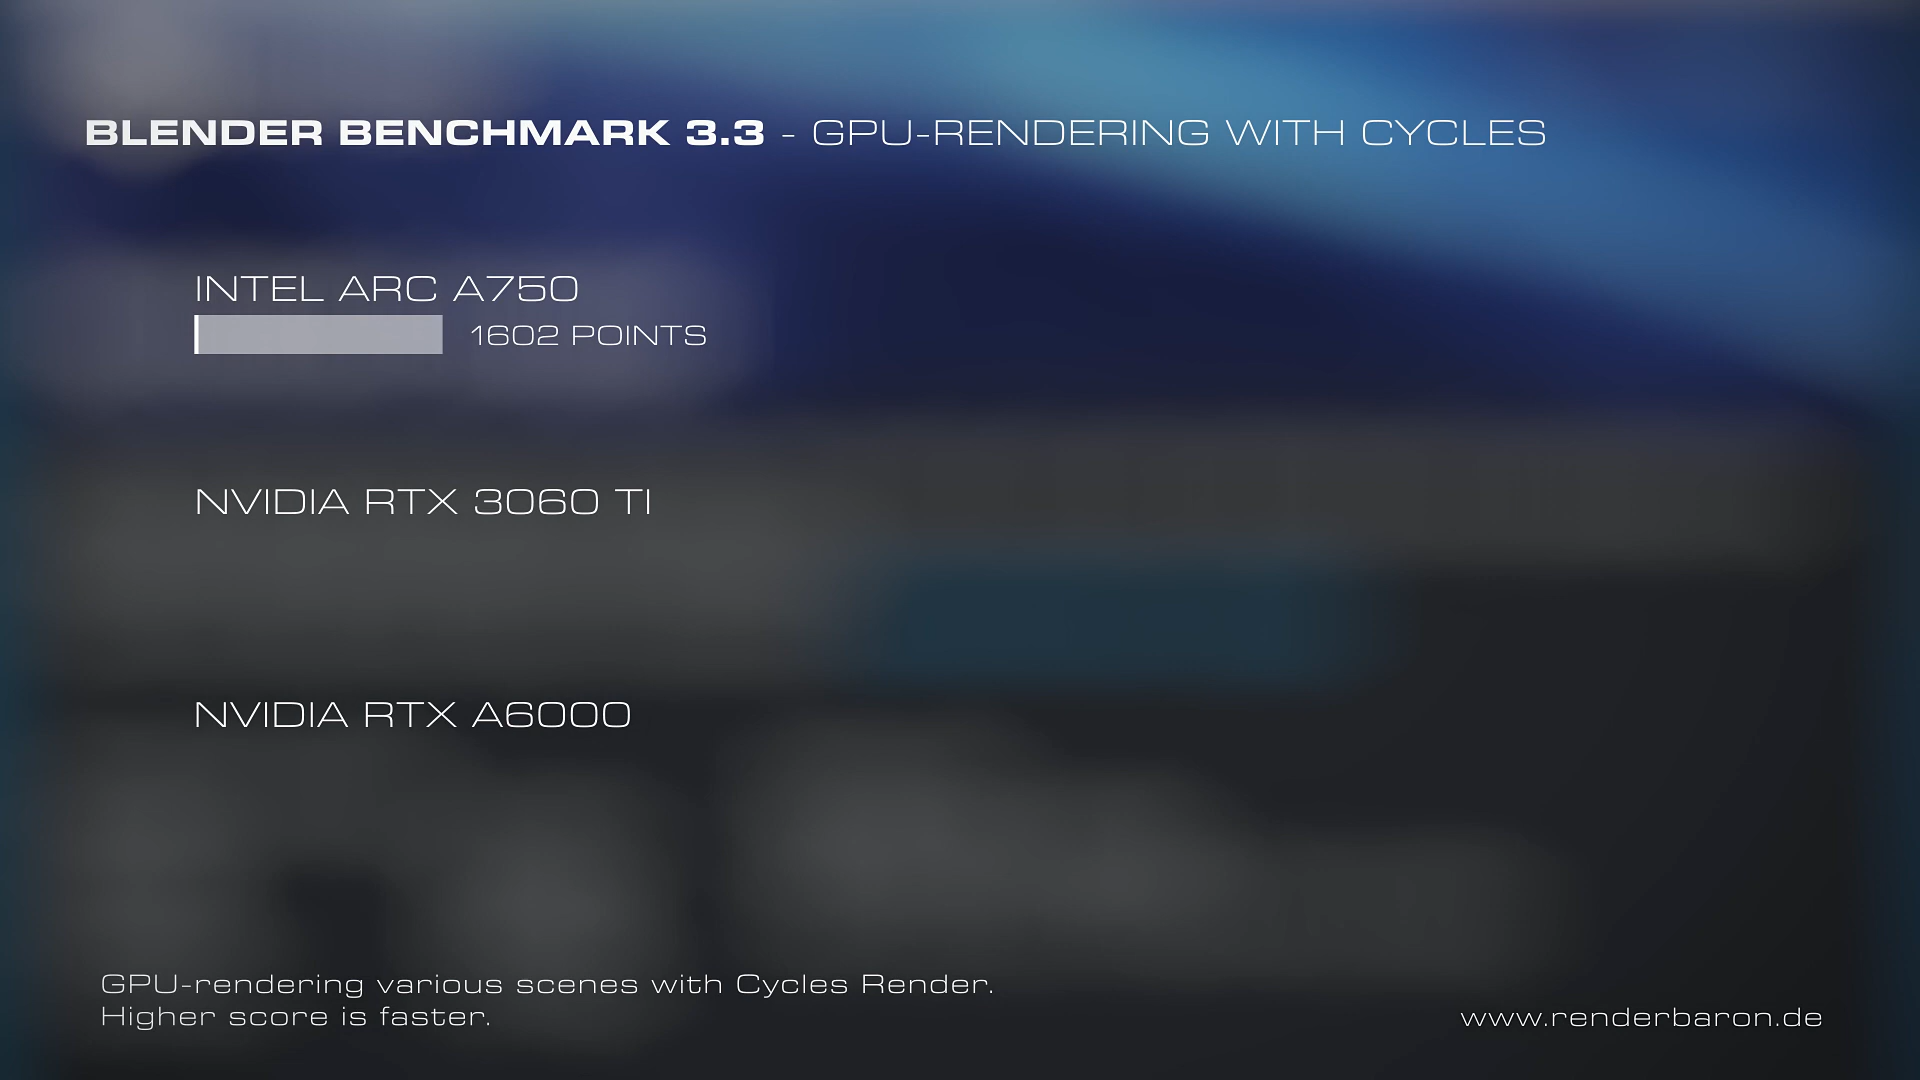 BLENDER BENCHMARK 3.3 - GPU-RENDERING WITH CYCLES
INTEL ARC A750
1602 POINTS
NVIDIA RTX 3060 TI
NVIDIA RTX A6000
GPU-rendering various scenes with Cycles Render.
Higher score is faster.
www.renderbaron.de